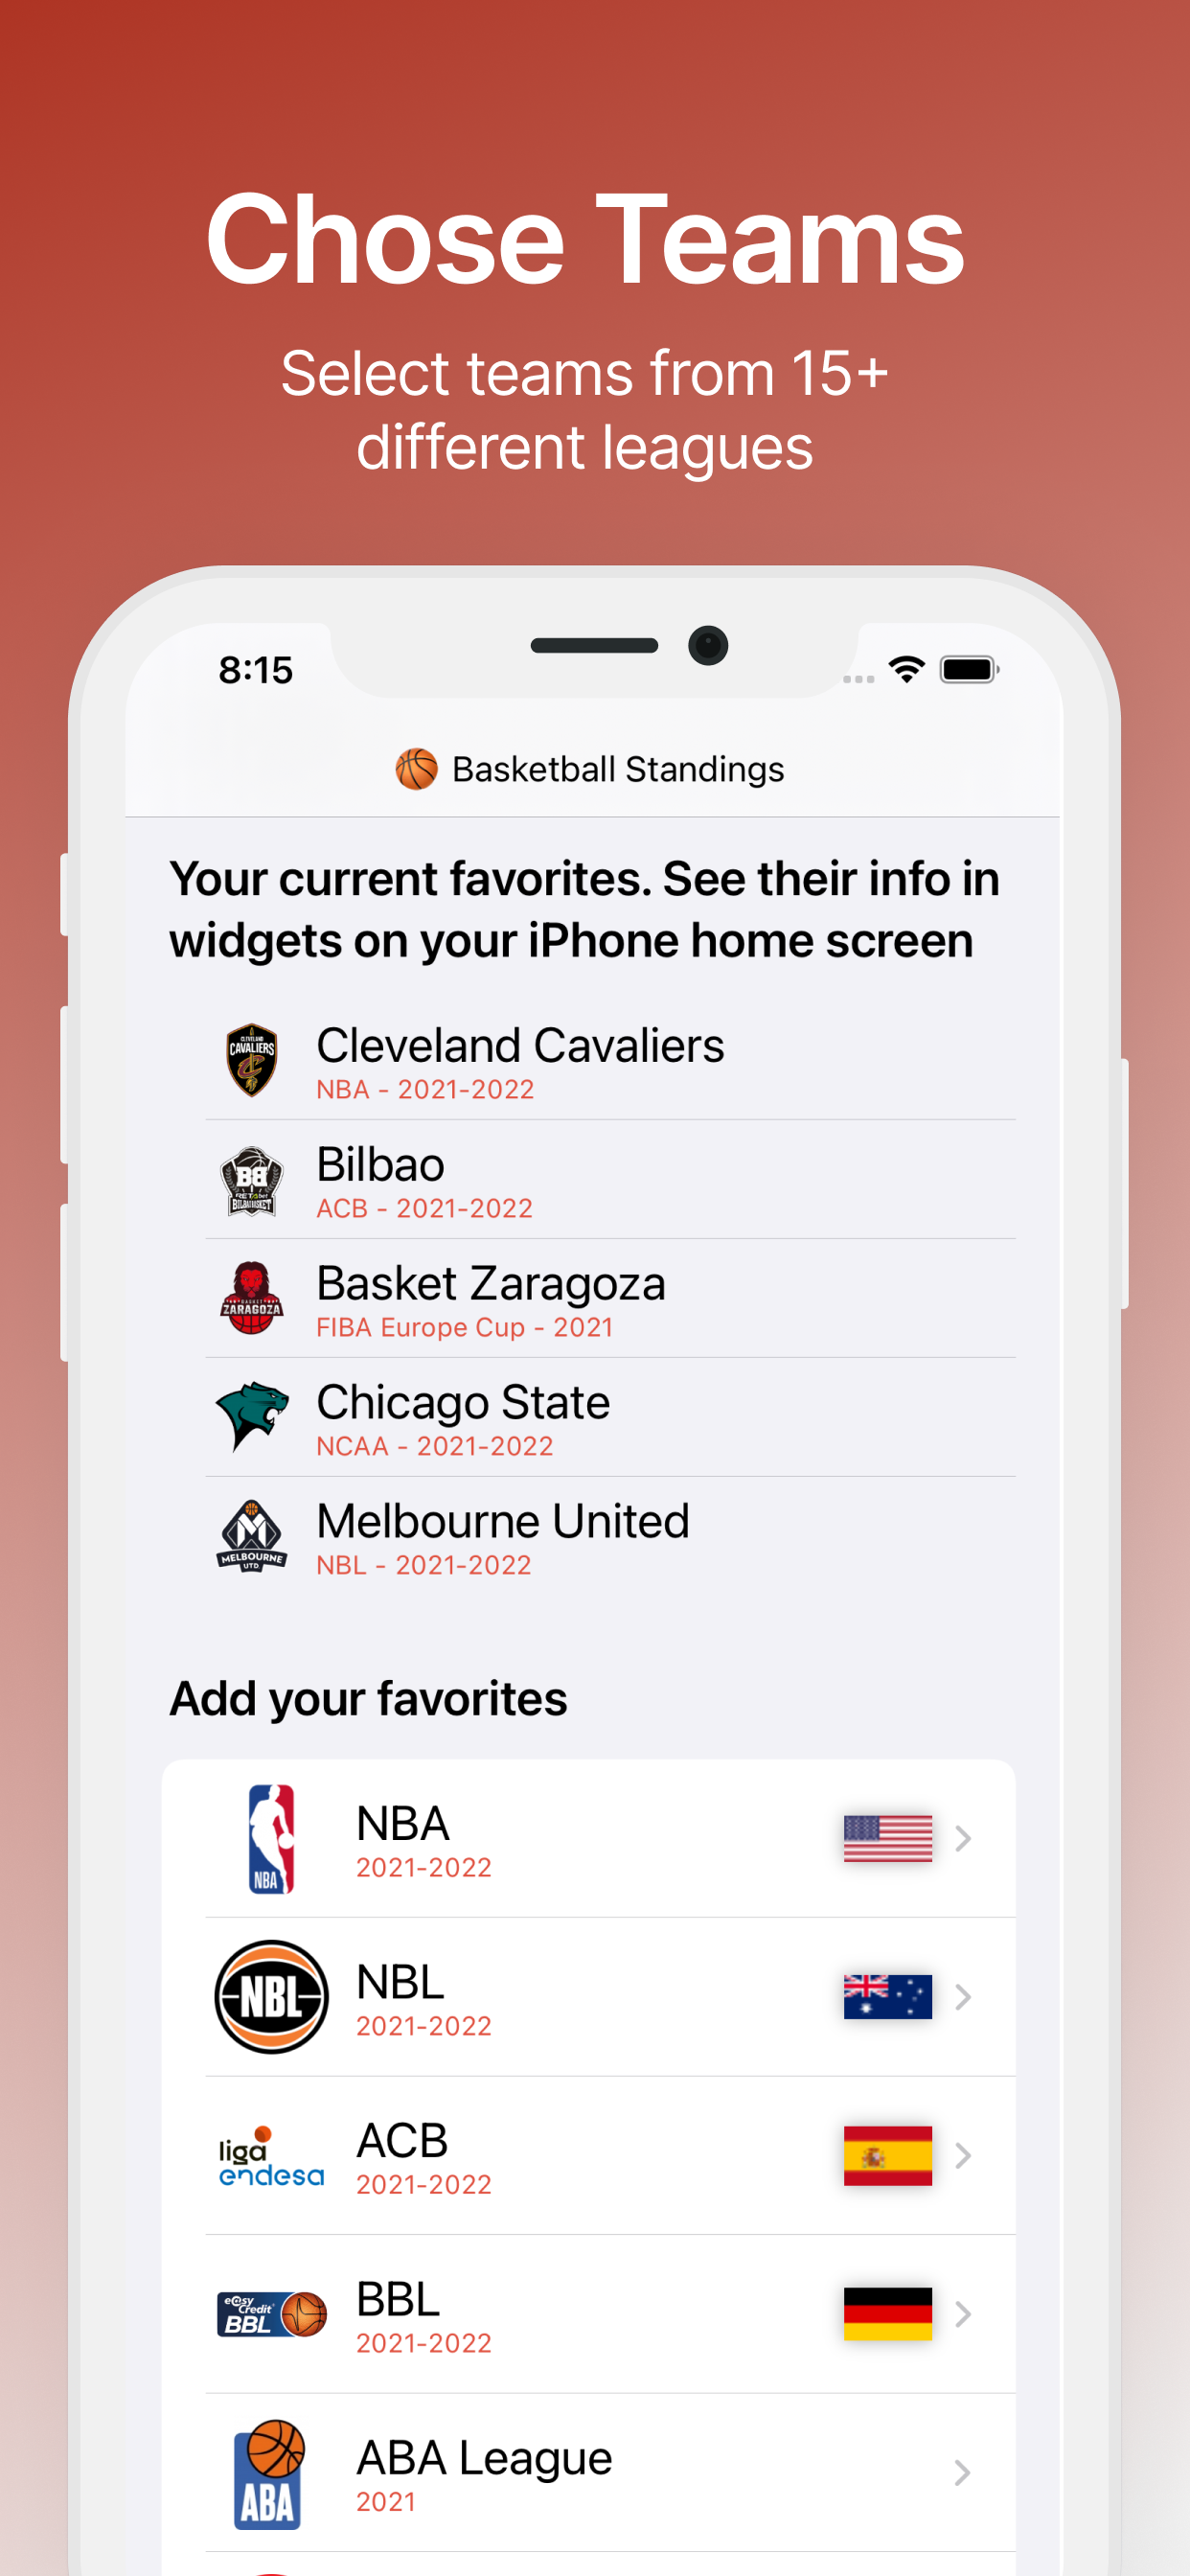 Chose Teams
Select teams from 15+
different leagues
8:15
Basketball Standings
Your current favorites. See their info in
widgets on your iPhone home screen
CLEVELAND
CAVALIERS
Cleveland Cavaliers
NBA - 2021-2022
BB
RETAbet
BILBAO BASKET
Bilbao
ACB - 2021-2022
BASKET
ZARAGOZA
Basket Zaragoza
FIBA Europe Cup - 2021
Chicago State
NCAA - 2021-2022
M
MELBOURNE
UTD.
Melbourne United
NBL - 2021-2022
Add your favorites
NBA
NBA
2021-2022
NBL
NBL
2021-2022
liga
endesa
ACB
2021-2022
easy
Credit
BBL
BBL
2021-2022
ABA
ABA League
2021